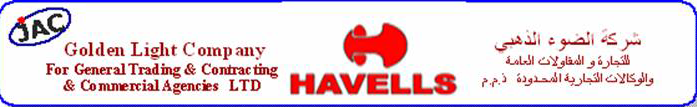 JAC
Golden Light Company
For General Trading & Contracting
& Commercial Agencies LTD
HAVELLS
شركة الضوء الذهبي
للتجارة و المقاولات العامة
والوكالات التجارية المحدودة ذ.م.م